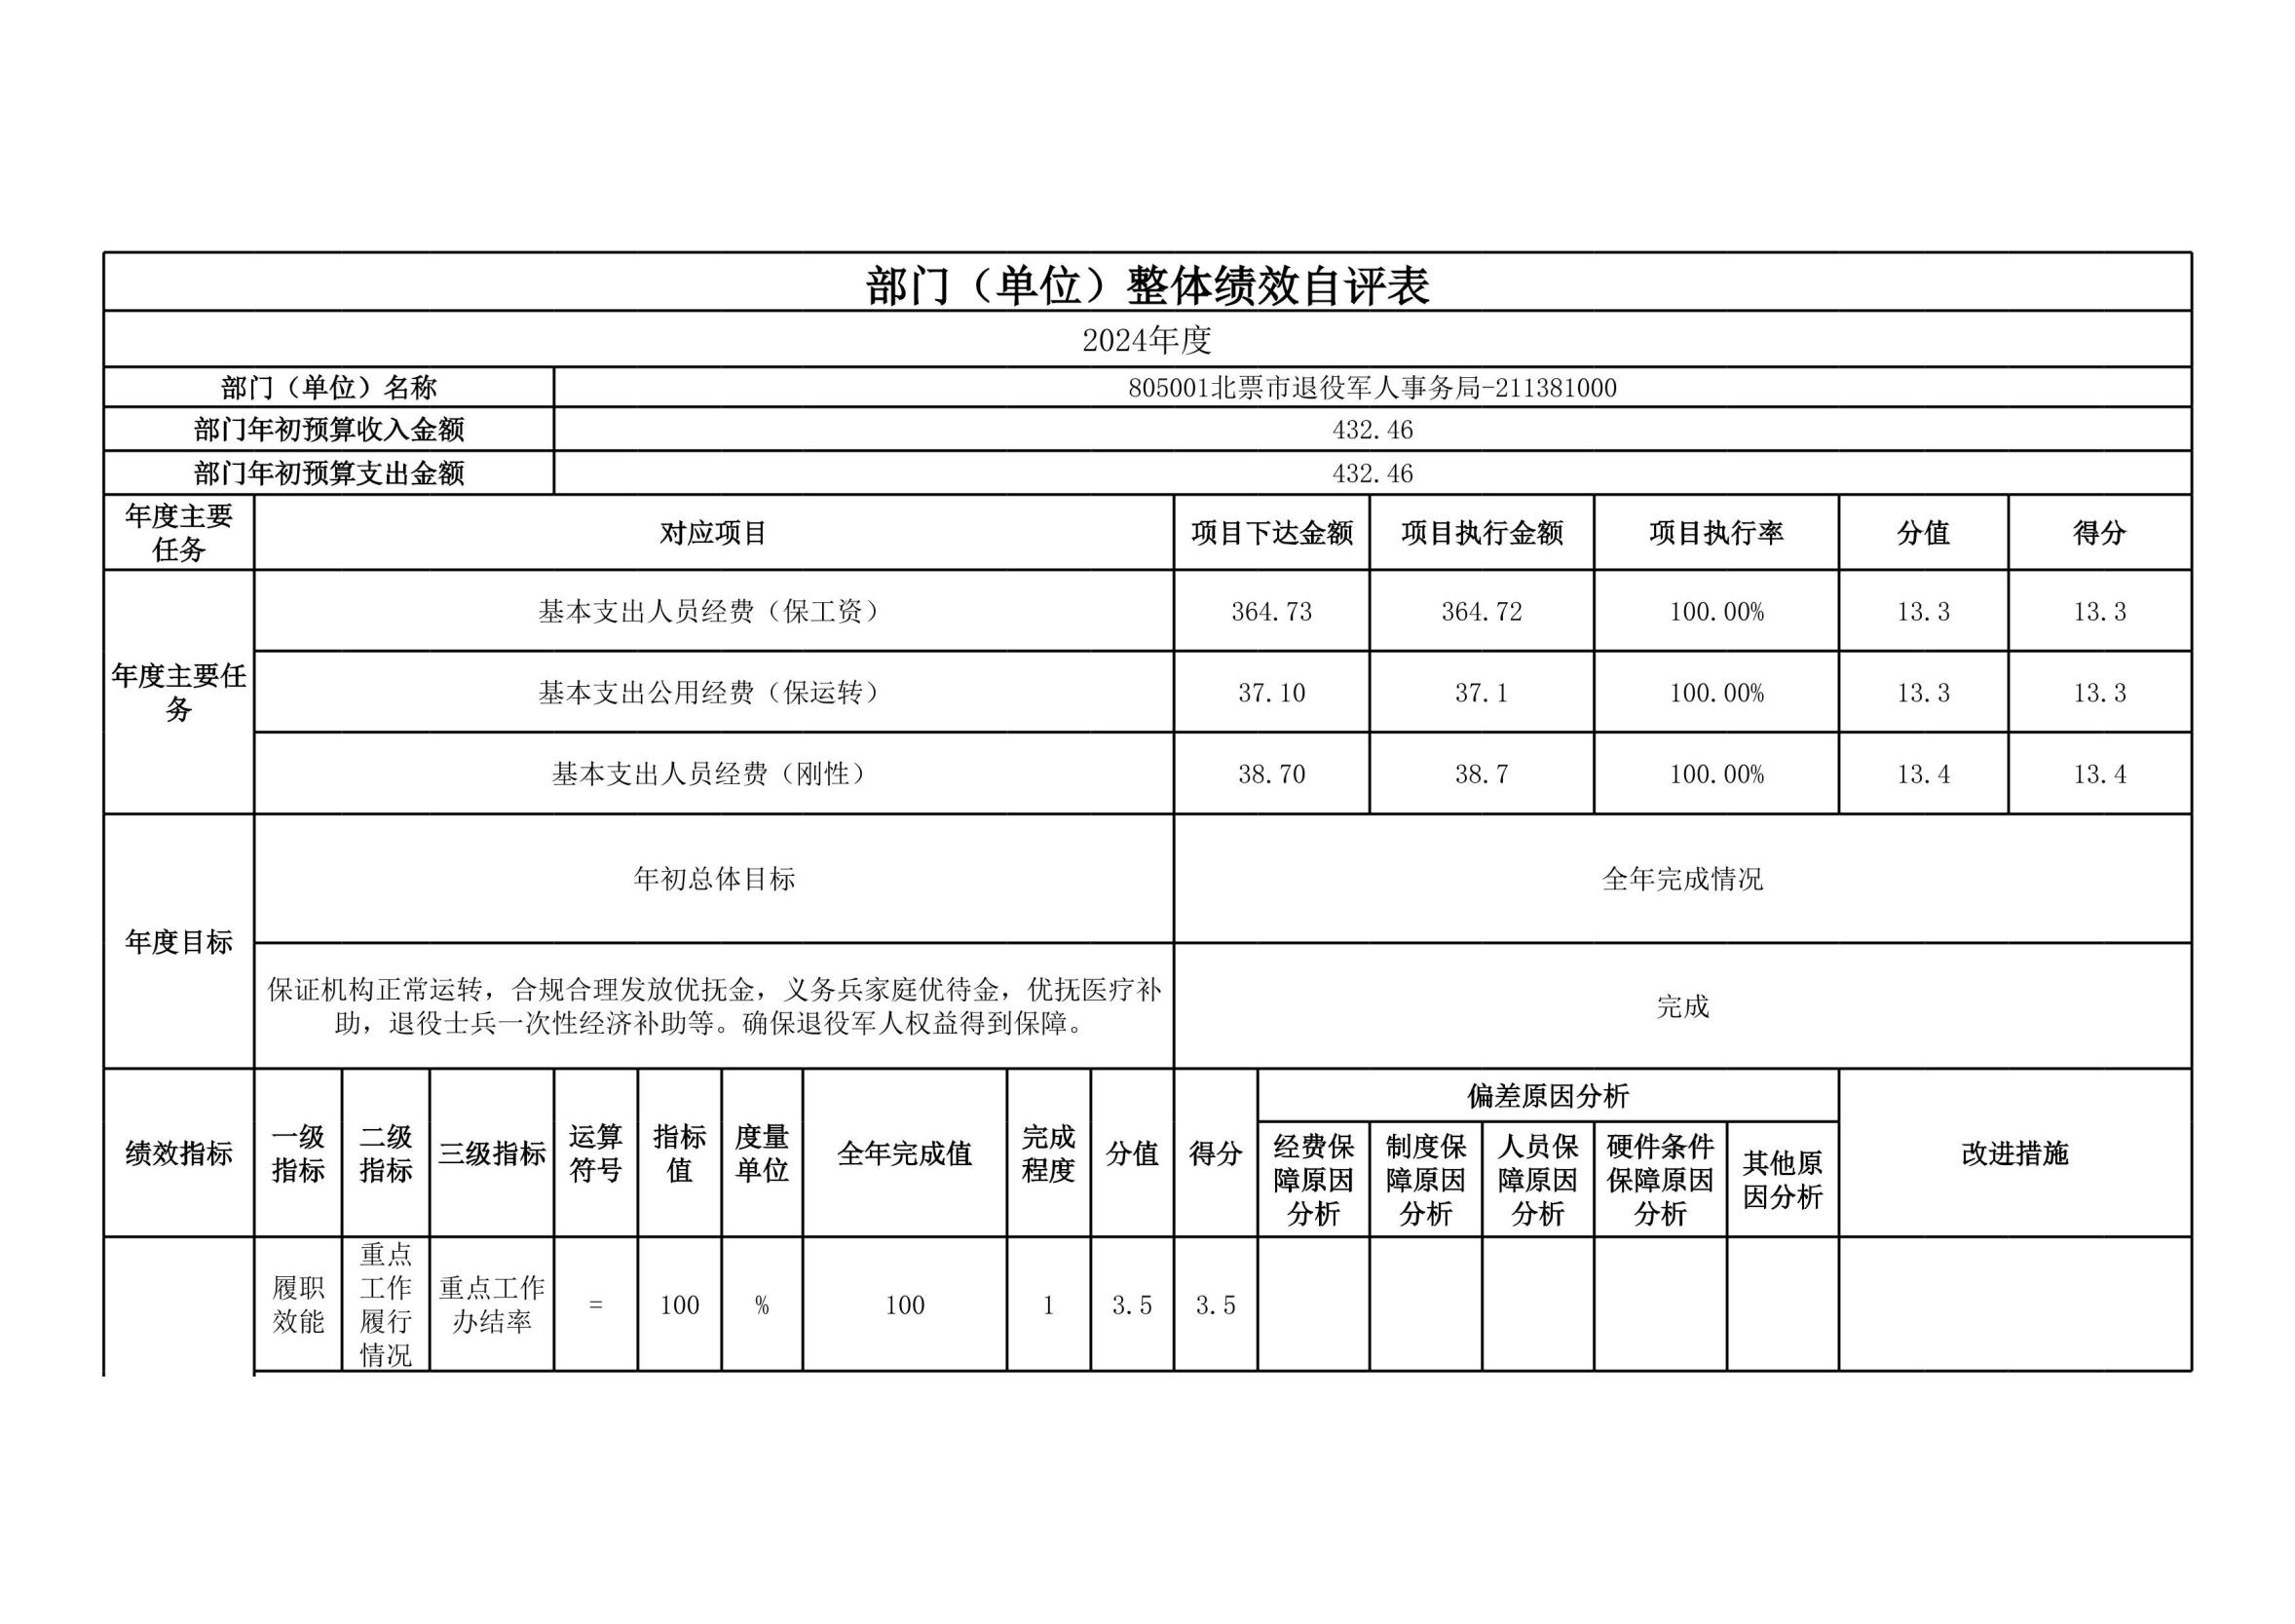 部门（单位）整体绩效自评表
2024年度
部门（单位）名称 805001北票市退役军人事务局-211381000
部门年初预算收入金额 432.46
部门年初预算支出金额 432.46
年度主要任务 对应项目 项目下达金额 项目执行金额 项目执行率 分值 得分
年度主要任务
基本支出人员经费（保工资） 364.73 364.72 100.00% 13.3 13.3
基本支出公用经费（保运转） 37.10 37.1 100.00% 13.3 13.3
基本支出人员经费（刚性） 38.70 38.7 100.00% 13.4 13.4
年度目标
年初总体目标 全年完成情况
保证机构正常运转，合规合理发放优抚金，义务兵家庭优待金，优抚医疗补
助，退役士兵一次性经济补助等。确保退役军人权益得到保障。
完成
绩效指标 一级指标 二级指标 三级指标 运算符号 指标值 度量单位 全年完成值 完成程度 分值 得分 偏差原因分析 改进措施
经费保障原因分析 制度保障原因分析 人员保障原因分析 硬件条件保障原因分析 其他原因分析
履职效能 重点工作履行情况 重点工作办结率 = 100 % 100 1 3.5 3.5